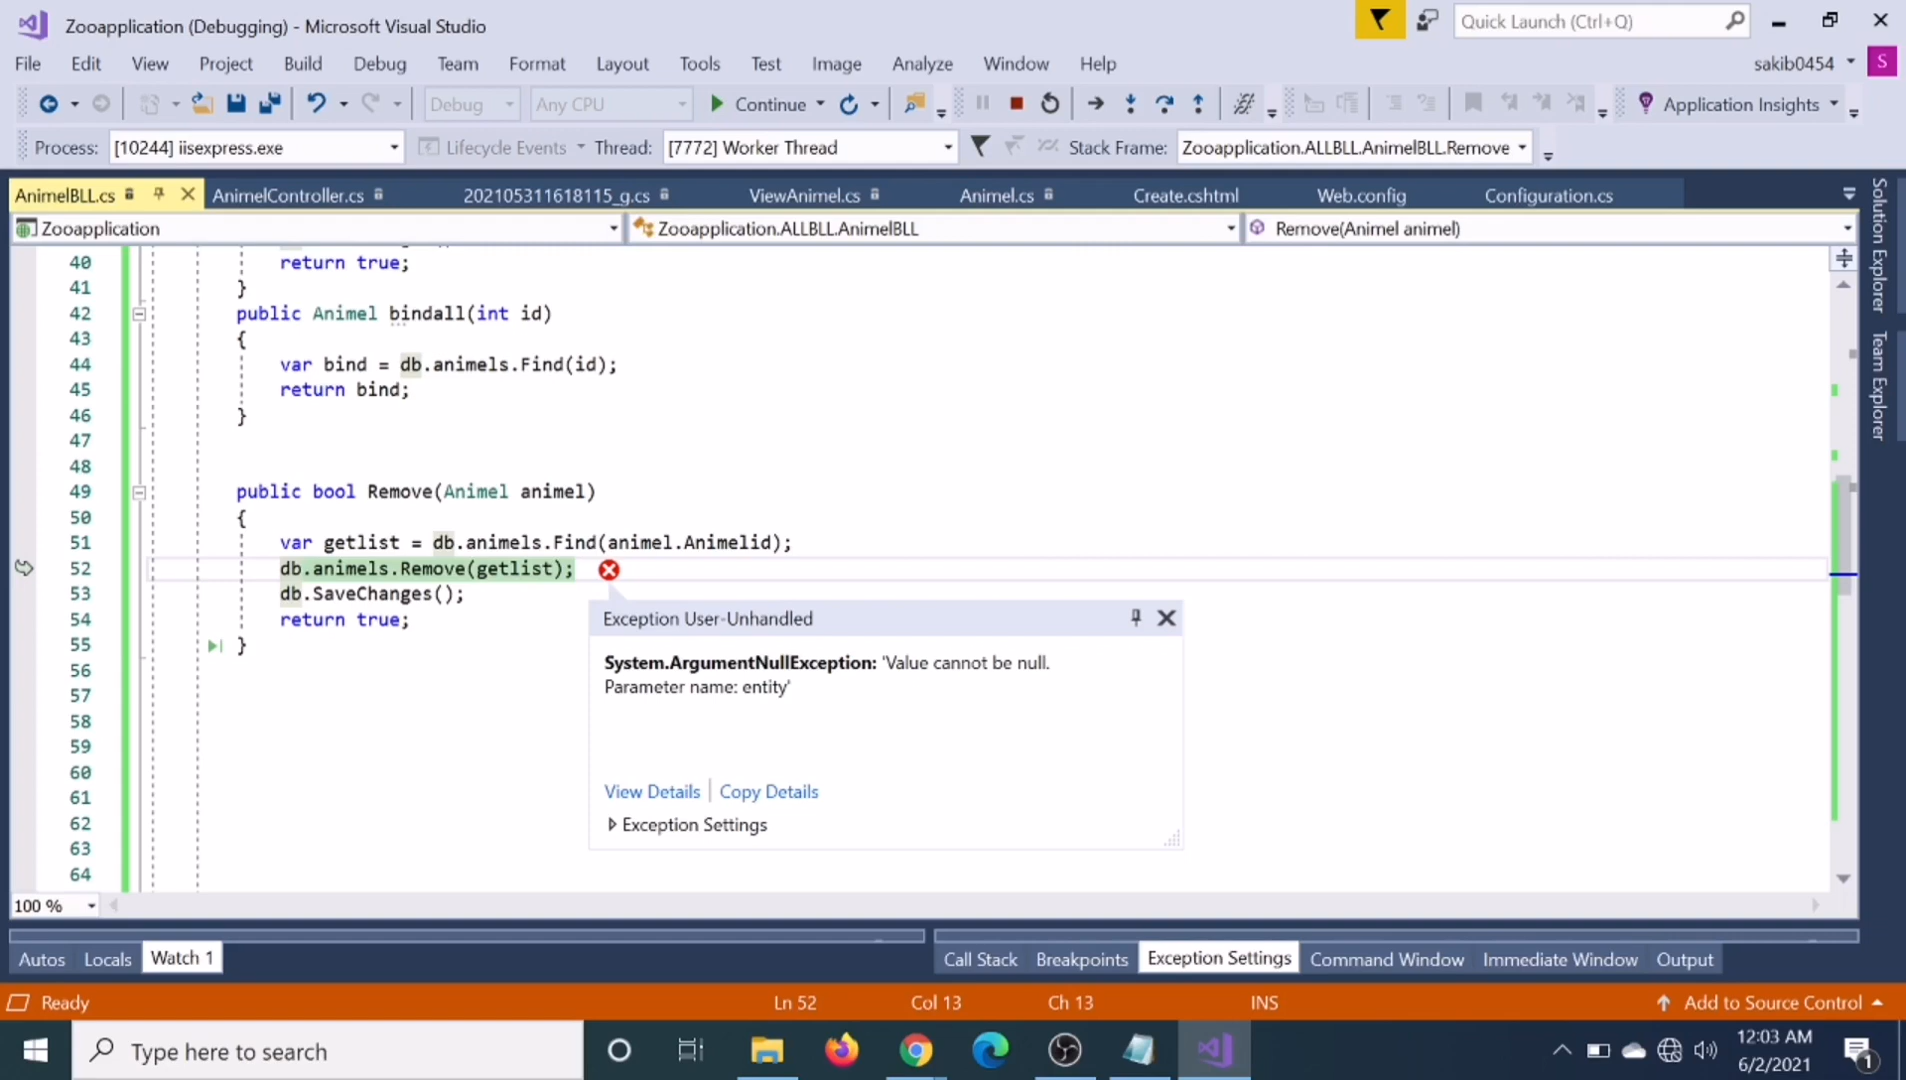 Zooapplication (Debugging) - Microsoft Visual Studio
Quick Launch (Ctrl+Q)
File Edit View Project Build Debug Team Format Layout Tools Test Image Analyze Window Help
sakib0454 S
Debug Any CPU Continue Application Insights
Process: [10244] iisexpress.exe Lifecycle Events Thread: [7772] Worker Thread Stack Frame: Zooapplication.ALLBLL.AnimelBLL.Remove
AnimelBLL.cs AnimelController.cs 202105311618115_g.cs ViewAnimel.cs Animel.cs Create.cshtml Web.config Configuration.cs
Zooapplication Zooapplication.ALLBLL.AnimelBLL Remove(Animel animel)
Solution Explorer
Team Explorer
40 return true;
41 }
42 public Animel bindall(int id)
43 {
44 var bind = db.animels.Find(id);
45 return bind;
46 }
47
48
49 public bool Remove(Animel animel)
50 {
51 var getlist = db.animels.Find(animel.Animelid);
52 db.animels.Remove(getlist);
53 db.SaveChanges();
54 return true;
55 }
56
57
58
59
60
61
62
63
64
Exception User-Unhandled
System.ArgumentNullException: 'Value cannot be null.
Parameter name: entity'
View Details | Copy Details
Exception Settings
100 %
Autos Locals Watch 1
Call Stack Breakpoints Exception Settings Command Window Immediate Window Output
Ready Ln 52 Col 13 Ch 13 INS Add to Source Control
Type here to search
12:03 AM
6/2/2021
1